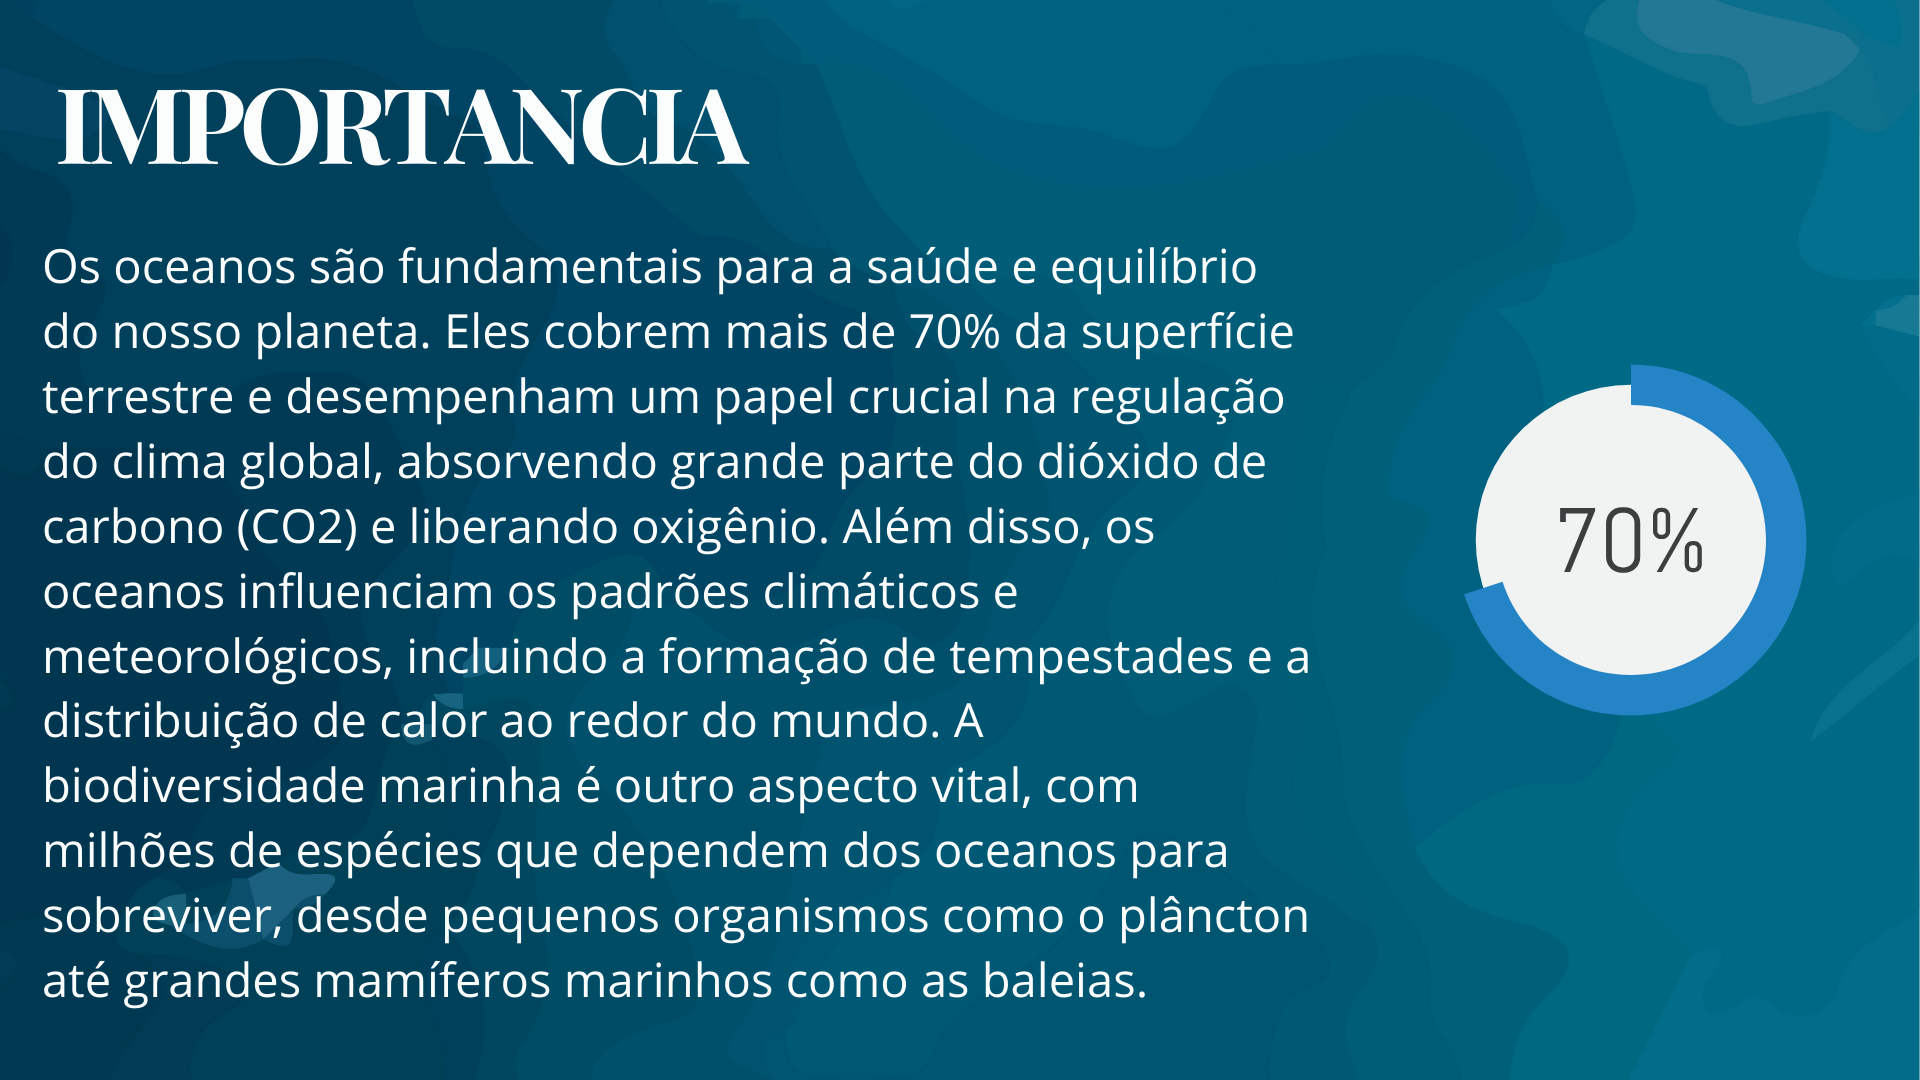 IMPORTANCIA
Os oceanos são fundamentais para a saúde e equilíbrio
do nosso planeta. Eles cobrem mais de 70% da superfície
terrestre e desempenham um papel crucial na regulação
do clima global, absorvendo grande parte do dióxido de
carbono (CO2) e liberando oxigênio. Além disso, os
oceanos influenciam os padrões climáticos e
meteorológicos, incluindo a formação de tempestades e a
distribuição de calor ao redor do mundo. A
biodiversidade marinha é outro aspecto vital, com
milhões de espécies que dependem dos oceanos para
sobreviver, desde pequenos organismos como o plâncton
até grandes mamíferos marinhos como as baleias.
70%